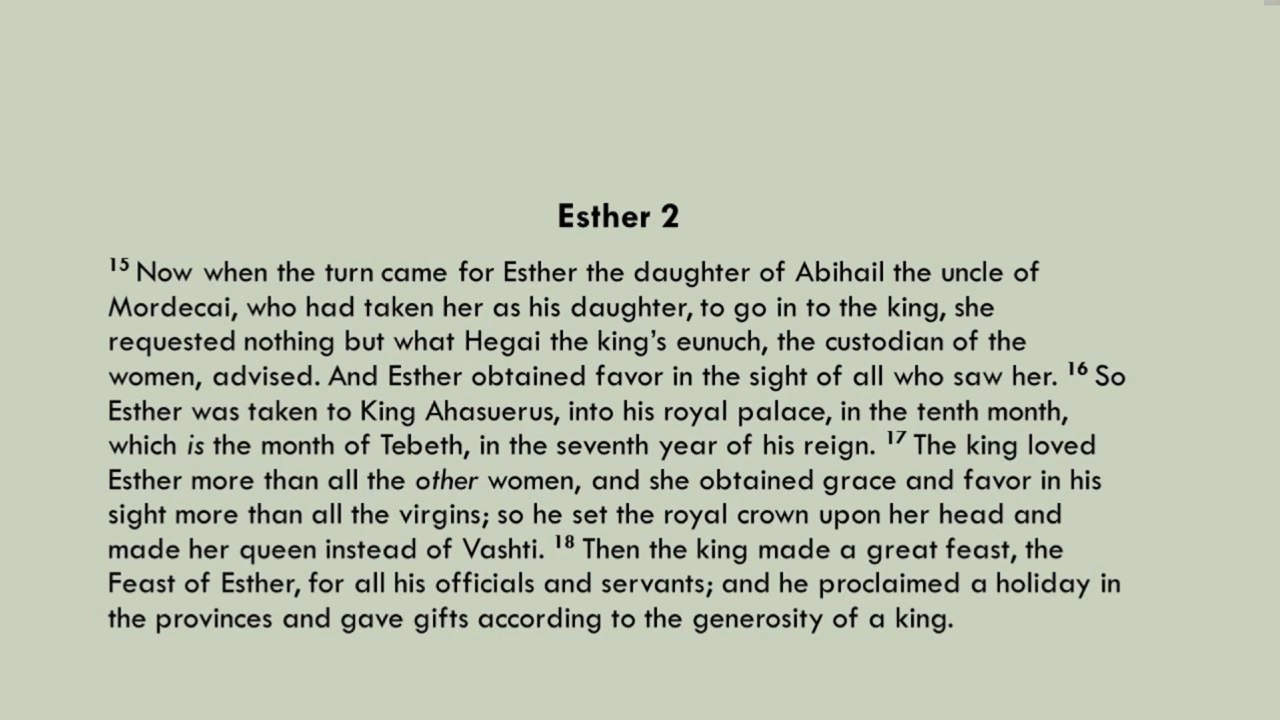 Esther 2
15 Now when the turn came for Esther the daughter of Abihail the uncle of
Mordecai, who had taken her as his daughter, to go in to the king, she
requested nothing but what Hegai the king’s eunuch, the custodian of the
women, advised. And Esther obtained favor in the sight of all who saw her. 16 So
Esther was taken to King Ahasuerus, into his royal palace, in the tenth month,
which is the month of Tebeth, in the seventh year of his reign. 17 The king loved
Esther more than all the other women, and she obtained grace and favor in his
sight more than all the virgins; so he set the royal crown upon her head and
made her queen instead of Vashti. 18 Then the king made a great feast, the
Feast of Esther, for all his officials and servants; and he proclaimed a holiday in
the provinces and gave gifts according to the generosity of a king.